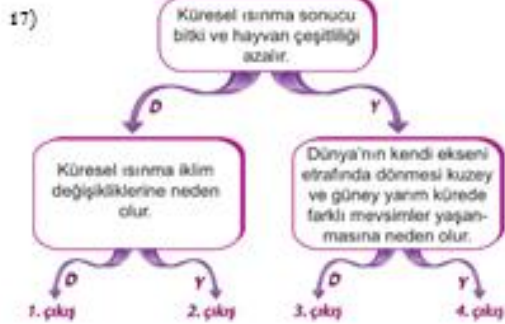 17)
Küresel ısınma sonucu
bitki ve hayvan çeşitliliği
azalır.
D
Y
Küresel ısınma iklim
değişikliklerine neden
olur.
Dünya'nın kendi ekseni
etrafında dönmesi kuzey
ve güney yarım kürede
farklı mevsimler yaşan-
masına neden olur.
D
Y
D
Y
1. çıkış
2. çıkış
3. çıkış
4. çıkış